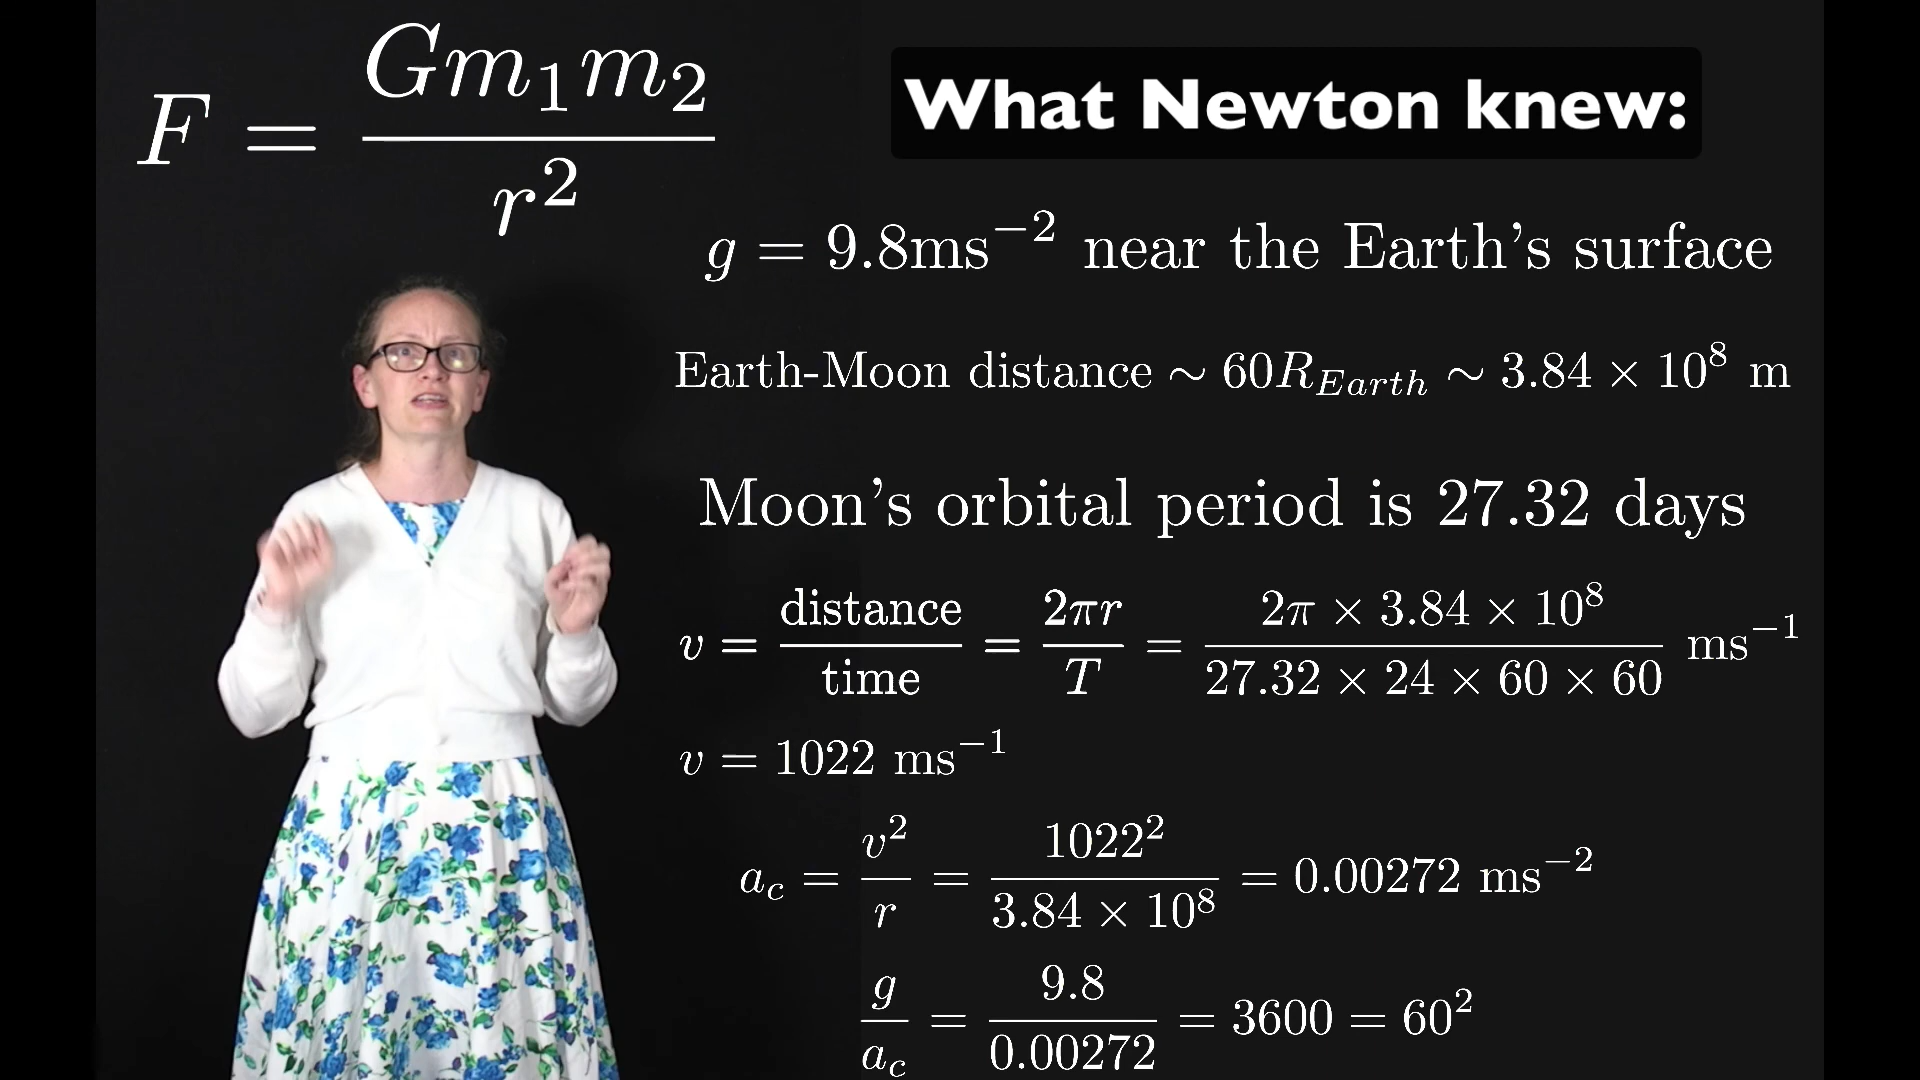 F = Gm₁m₂ / r²
What Newton knew:
g = 9.8ms⁻² near the Earth's surface
Earth-Moon distance ∼ 60R_Earth ∼ 3.84 × 10⁸ m
Moon's orbital period is 27.32 days
v = distance / time = 2πr / T = 2π × 3.84 × 10⁸ / 27.32 × 24 × 60 × 60 ms⁻¹
v = 1022 ms⁻¹
a_c = v² / r = 1022² / 3.84 × 10⁸ = 0.00272 ms⁻²
g / a_c = 9.8 / 0.00272 = 3600 = 60²